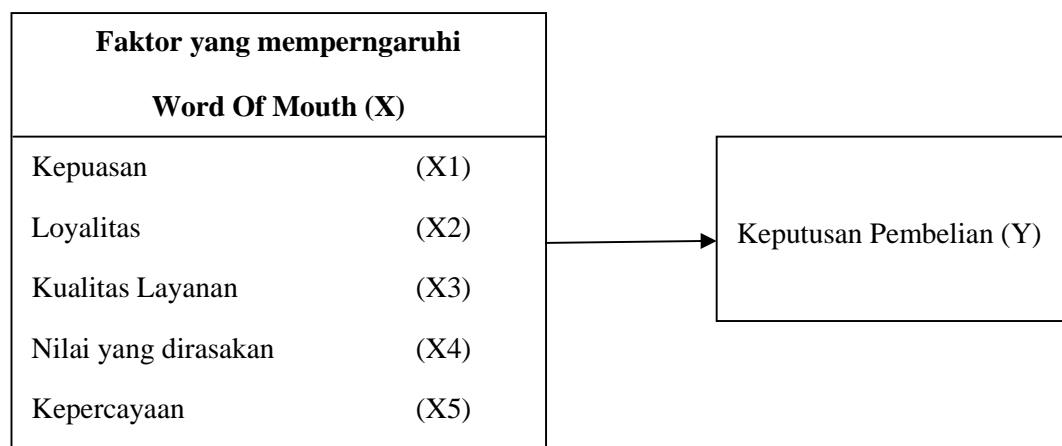 Faktor yang memperngaruhi
Word Of Mouth (X)
Kepuasan (X1)
Loyalitas (X2)
Kualitas Layanan (X3)
Nilai yang dirasakan (X4)
Kepercayaan (X5)
Keputusan Pembelian (Y)